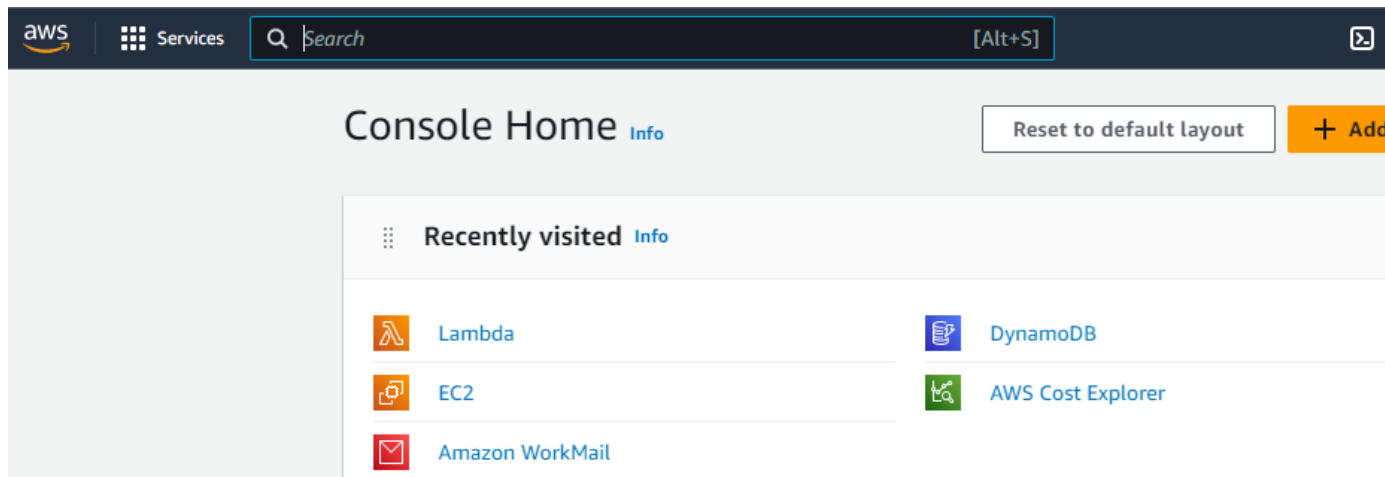 aws Services Search [Alt+S]
Console Home Info Reset to default layout + Add
Recently visited Info
Lambda DynamoDB
EC2 AWS Cost Explorer
Amazon WorkMail